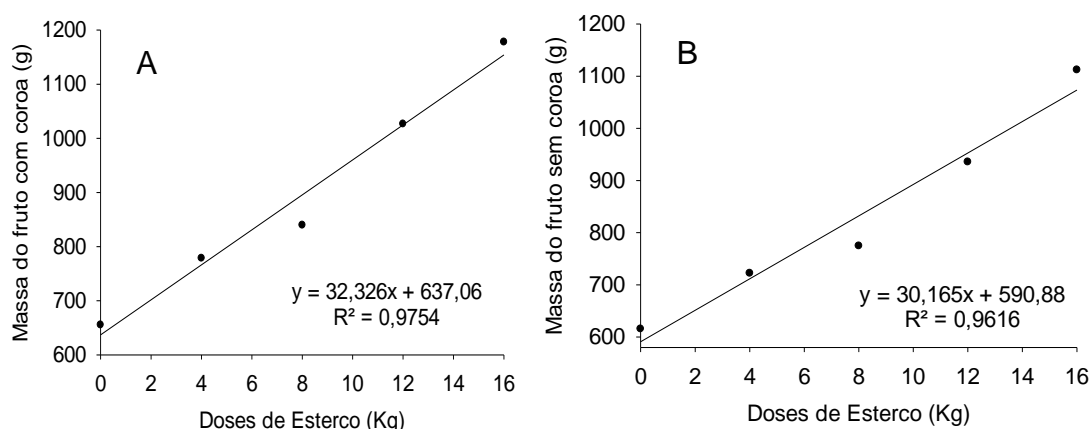 A
Massa do fruto com coroa (g)
1200
1100
1000
900
800
700
600
y = 32,326x + 637,06
R² = 0,9754
0 2 4 6 8 10 12 14 16
Doses de Esterco (Kg)
B
Massa do fruto sem coroa (g)
1200
1100
1000
900
800
700
600
y = 30,165x + 590,88
R² = 0,9616
0 2 4 6 8 10 12 14 16
Doses de Esterco (Kg)